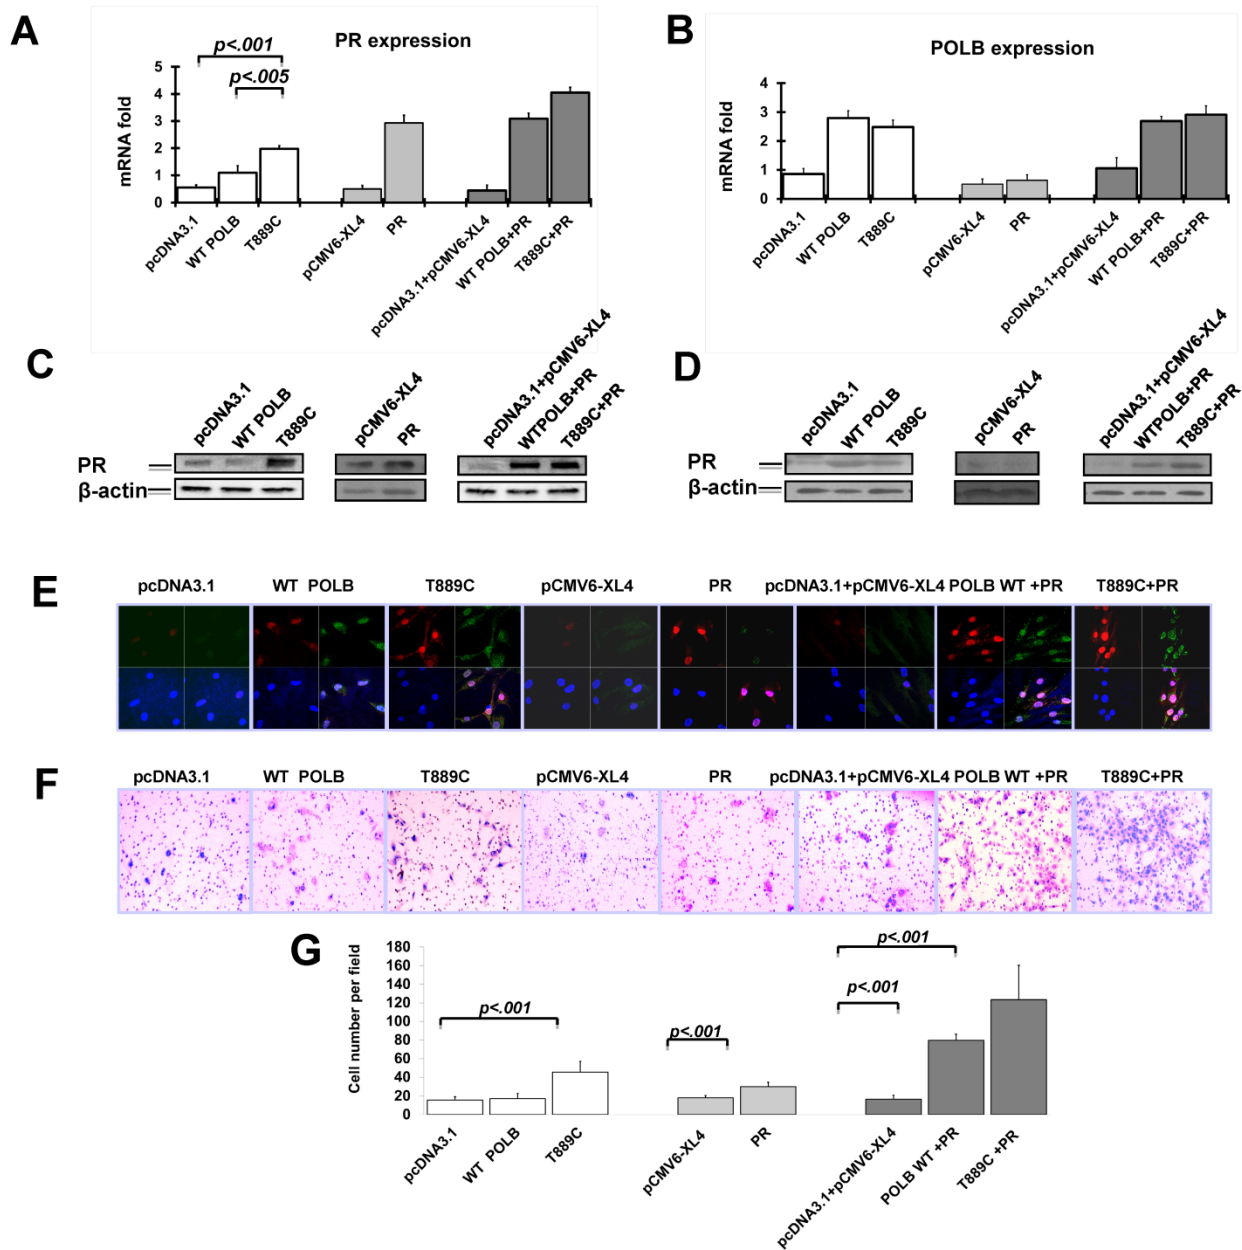 A
PR expression
p<.001
p<.005
mRNA fold
5
4
3
2
1
0
pcDNA3.1
WT POLB
T889C
pCMV6-XL4
PR
pcDNA3.1+pCMV6-XL4
WT POLB+PR
T889C+PR
B
POLB expression
mRNA fold
4
3
2
1
0
pcDNA3.1
WT POLB
T889C
pCMV6-XL4
PR
pcDNA3.1+pCMV6-XL4
WT POLB+PR
T889C+PR
C
pcDNA3.1
WT POLB
T889C
pCMV6-XL4
PR
pcDNA3.1+pCMV6-XL4
WTPOLB+PR
T889C+PR
PR
β-actin
D
pcDNA3.1
WT POLB
T889C
pCMV6-XL4
PR
pcDNA3.1+pCMV6-XL4
WT POLB+PR
T889C+PR
PR
β-actin
E
pcDNA3.1 WT POLB T889C pCMV6-XL4 PR pcDNA3.1+pCMV6-XL4 POLB WT +PR T889C+PR
F
pcDNA3.1 WT POLB T889C pCMV6-XL4 PR pcDNA3.1+pCMV6-XL4 POLB WT +PR T889C+PR
G
Cell number per field
180
160
140
120
100
80
60
40
20
0
p<.001
p<.001
p<.001
p<.001
pcDNA3.1
WT POLB
T889C
pCMV6-XL4
PR
pcDNA3.1+pCMV6-XL4
POLB WT +PR
T889C +PR